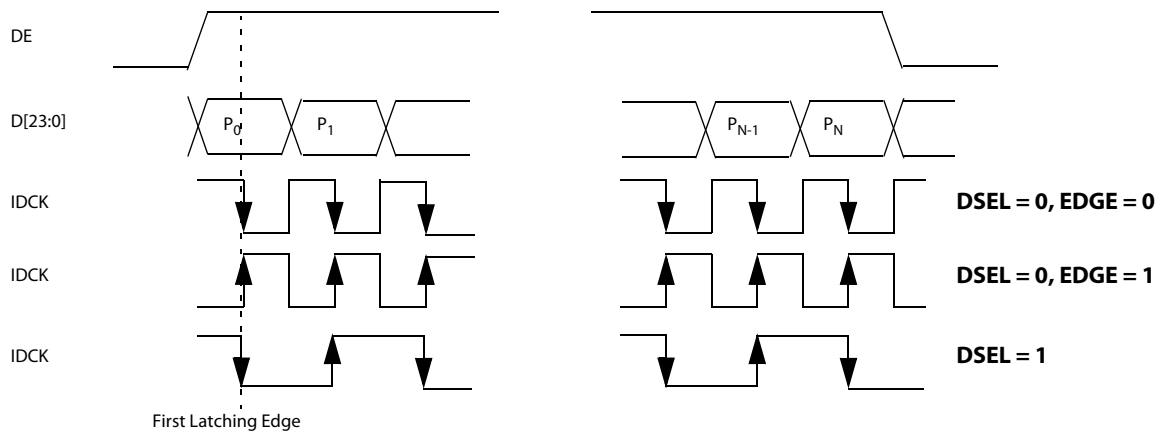 DE
D[23:0]
P0
P1
PN-1
PN
IDCK
DSEL = 0, EDGE = 0
IDCK
DSEL = 0, EDGE = 1
IDCK
DSEL = 1
First Latching Edge